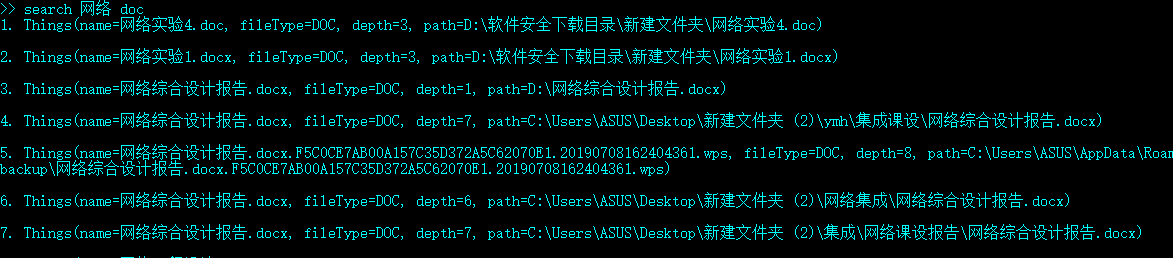 >> search 网络 doc
1. Things(name=网络实验4.doc, fileType=DOC, depth=3, path=D:\软件安全下载目录\新建文件夹\网络实验4.doc)
2. Things(name=网络实验1.docx, fileType=DOC, depth=3, path=D:\软件安全下载目录\新建文件夹\网络实验1.docx)
3. Things(name=网络综合设计报告.docx, fileType=DOC, depth=1, path=D:\网络综合设计报告.docx)
4. Things(name=网络综合设计报告.docx, fileType=DOC, depth=7, path=C:\Users\ASUS\Desktop\新建文件夹 (2)\ymh\集成课设\网络综合设计报告.docx)
5. Things(name=网络综合设计报告.docx.F5C0CE7AB00A157C35D372A5C62070E1.20190708162404361.wps, fileType=DOC, depth=8, path=C:\Users\ASUS\AppData\Roam
backup\网络综合设计报告.docx.F5C0CE7AB00A157C35D372A5C62070E1.20190708162404361.wps)
6. Things(name=网络综合设计报告.docx, fileType=DOC, depth=6, path=C:\Users\ASUS\Desktop\新建文件夹 (2)\网络集成\网络综合设计报告.docx)
7. Things(name=网络综合设计报告.docx, fileType=DOC, depth=7, path=C:\Users\ASUS\Desktop\新建文件夹 (2)\集成\网络课设报告\网络综合设计报告.docx)